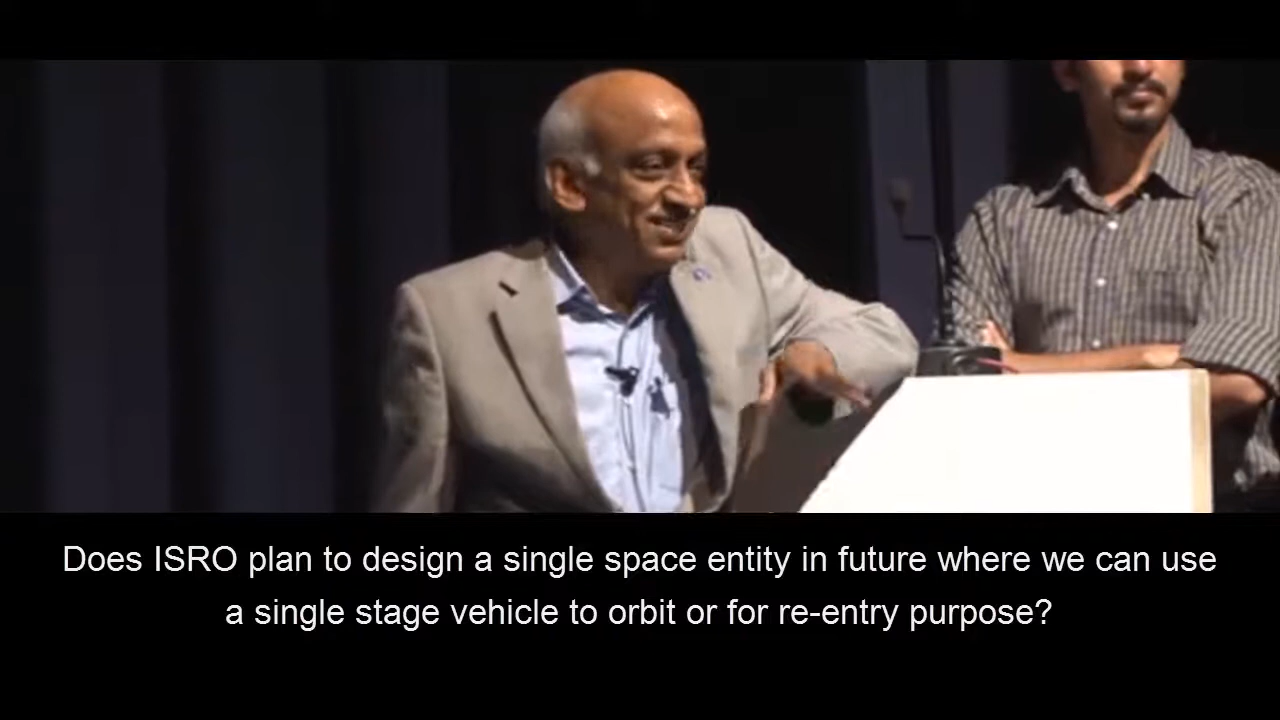 Does ISRO plan to design a single space entity in future where we can use
a single stage vehicle to orbit or for re-entry purpose?